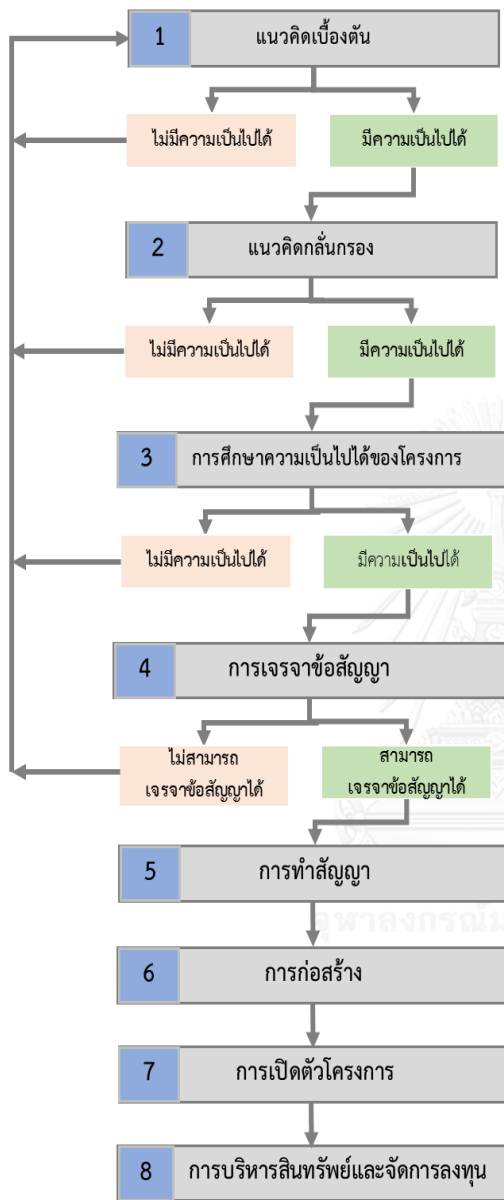 1 แนวคิดเบื้องต้น
ไม่มีความเป็นไปได้ มีความเป็นไปได้
2 แนวคิดกลั่นกรอง
ไม่มีความเป็นไปได้ มีความเป็นไปได้
3 การศึกษาความเป็นไปได้ของโครงการ
ไม่มีความเป็นไปได้ มีความเป็นไปได้
4 การเจรจาข้อสัญญา
ไม่สามารถ สามารถ
เจรจาข้อสัญญาได้ เจรจาข้อสัญญาได้
5 การทำสัญญา
จุฬาลงกรณ์ม
6 การก่อสร้าง
7 การเปิดตัวโครงการ
8 การบริหารสินทรัพย์และจัดการลงทุน